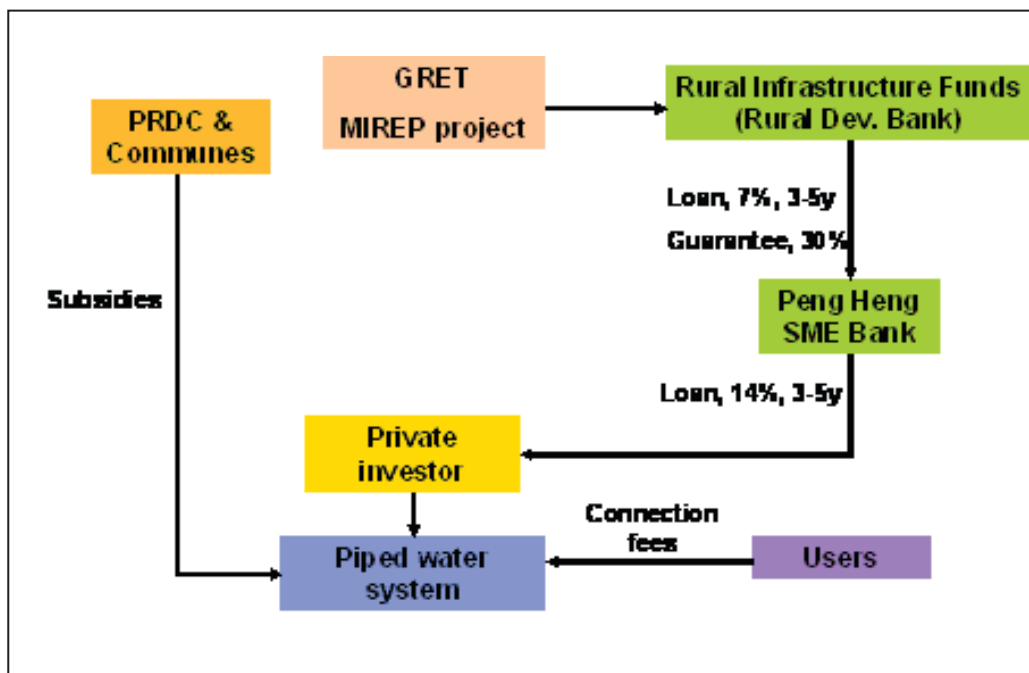 GRET
MIREP project
Rural Infrastructure Funds
(Rural Dev. Bank)
PRDC &
Communes
Loan, 7%, 3-5y
Guarantee, 30%
Subsidies
Peng Heng
SME Bank
Loan, 14%, 3-5y
Private
investor
Connection
fees
Piped water
system
Users